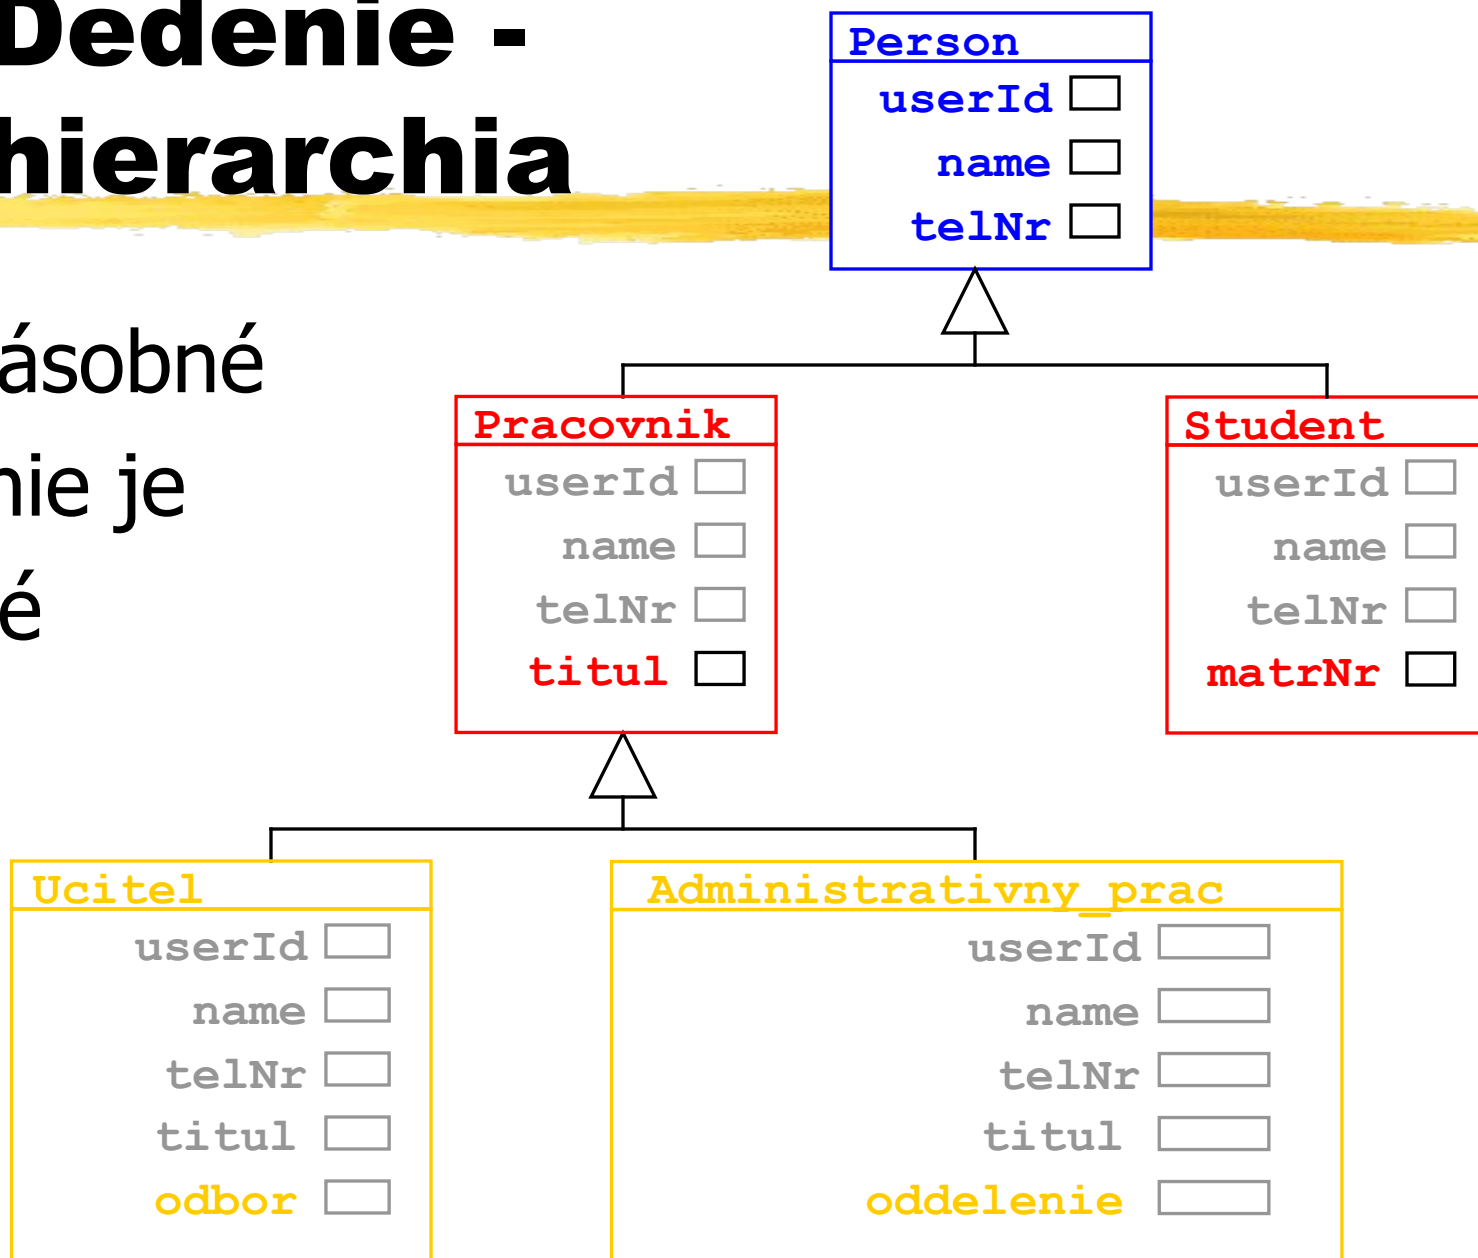 Dedenie -
hierarchia
ásobné
nie je
é
Person
userId
name
telNr
Pracovnik
userId
name
telNr
titul
Student
userId
name
telNr
matrNr
Ucitel
userId
name
telNr
titul
odbor
Administrativny_prac
userId
name
telNr
titul
oddelenie